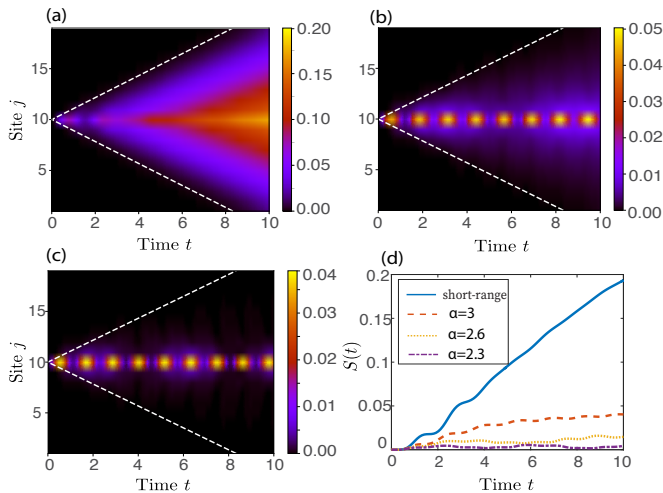 (a)
Site j
15
10
5
0 2 4 6 8 10
Time t
0.20
0.15
0.10
0.05
0.00
(b)
15
10
5
0 2 4 6 8 10
Time t
0.05
0.04
0.03
0.02
0.01
0.00
(c)
Site j
15
10
5
0 2 4 6 8 10
Time t
0.04
0.03
0.02
0.01
0.00
(d)
S(t)
0.2
0.15
0.1
0.05
0
short-range
α=3
α=2.6
α=2.3
0 2 4 6 8 10
Time t